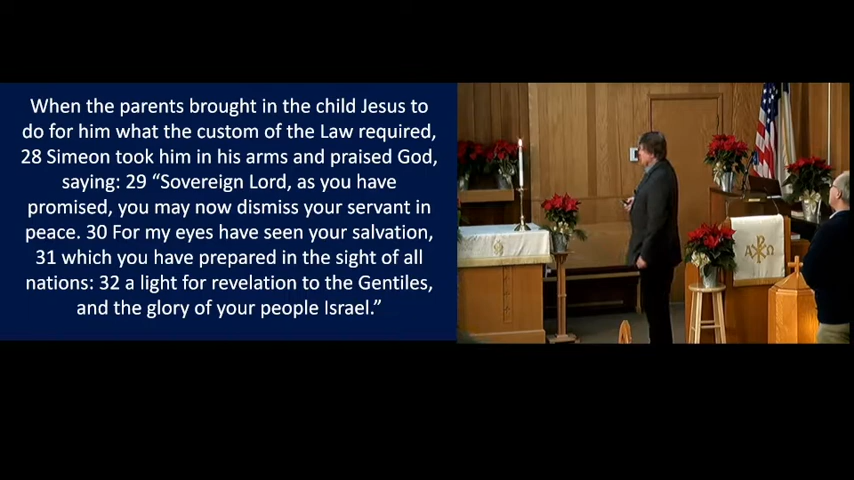 When the parents brought in the child Jesus to
do for him what the custom of the Law required,
28 Simeon took him in his arms and praised God,
saying: 29 “Sovereign Lord, as you have
promised, you may now dismiss your servant in
peace. 30 For my eyes have seen your salvation,
31 which you have prepared in the sight of all
nations: 32 a light for revelation to the Gentiles,
and the glory of your people Israel.”